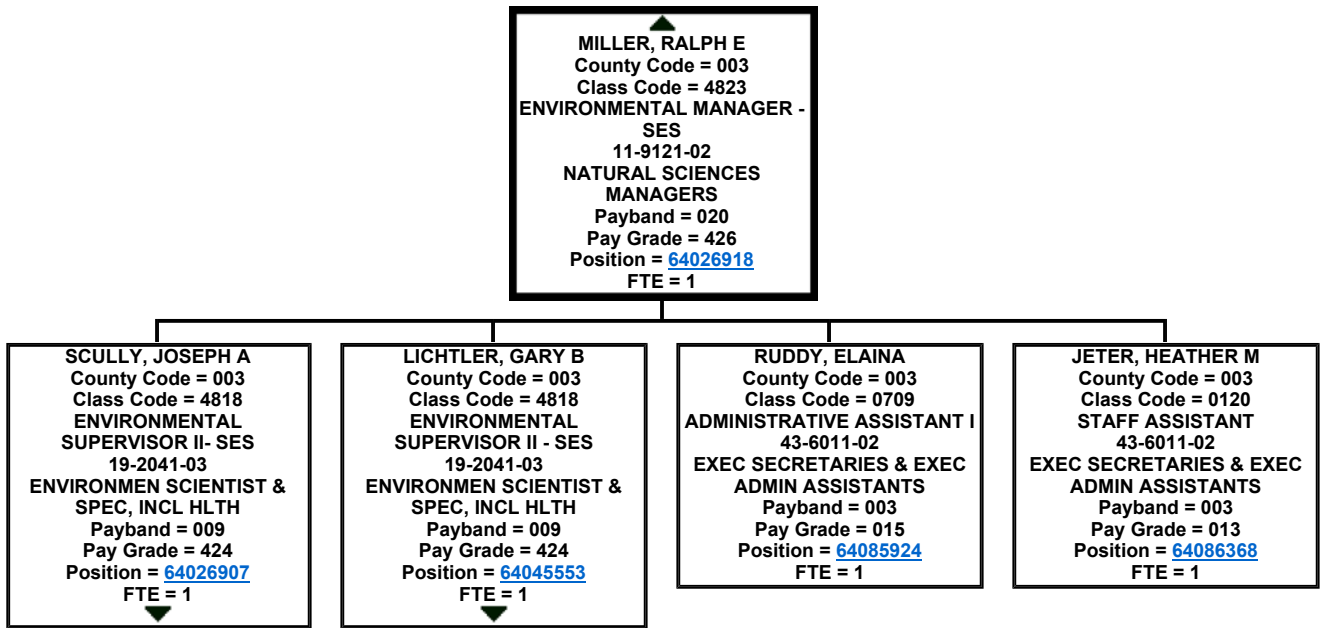 MILLER, RALPH E
County Code = 003
Class Code = 4823
ENVIRONMENTAL MANAGER -
SES
11-9121-02
NATURAL SCIENCES
MANAGERS
Payband = 020
Pay Grade = 426
Position = 64026918
FTE = 1
SCULLY, JOSEPH A
County Code = 003
Class Code = 4818
ENVIRONMENTAL
SUPERVISOR II- SES
19-2041-03
ENVIRONMEN SCIENTIST &
SPEC, INCL HLTH
Payband = 009
Pay Grade = 424
Position = 64026907
FTE = 1
LICHTLER, GARY B
County Code = 003
Class Code = 4818
ENVIRONMENTAL
SUPERVISOR II - SES
19-2041-03
ENVIRONMEN SCIENTIST &
SPEC, INCL HLTH
Payband = 009
Pay Grade = 424
Position = 64045553
FTE = 1
RUDDY, ELAINA
County Code = 003
Class Code = 0709
ADMINISTRATIVE ASSISTANT I
43-6011-02
EXEC SECRETARIES & EXEC
ADMIN ASSISTANTS
Payband = 003
Pay Grade = 015
Position = 64085924
FTE = 1
JETER, HEATHER M
County Code = 003
Class Code = 0120
STAFF ASSISTANT
43-6011-02
EXEC SECRETARIES & EXEC
ADMIN ASSISTANTS
Payband = 003
Pay Grade = 013
Position = 64086368
FTE = 1